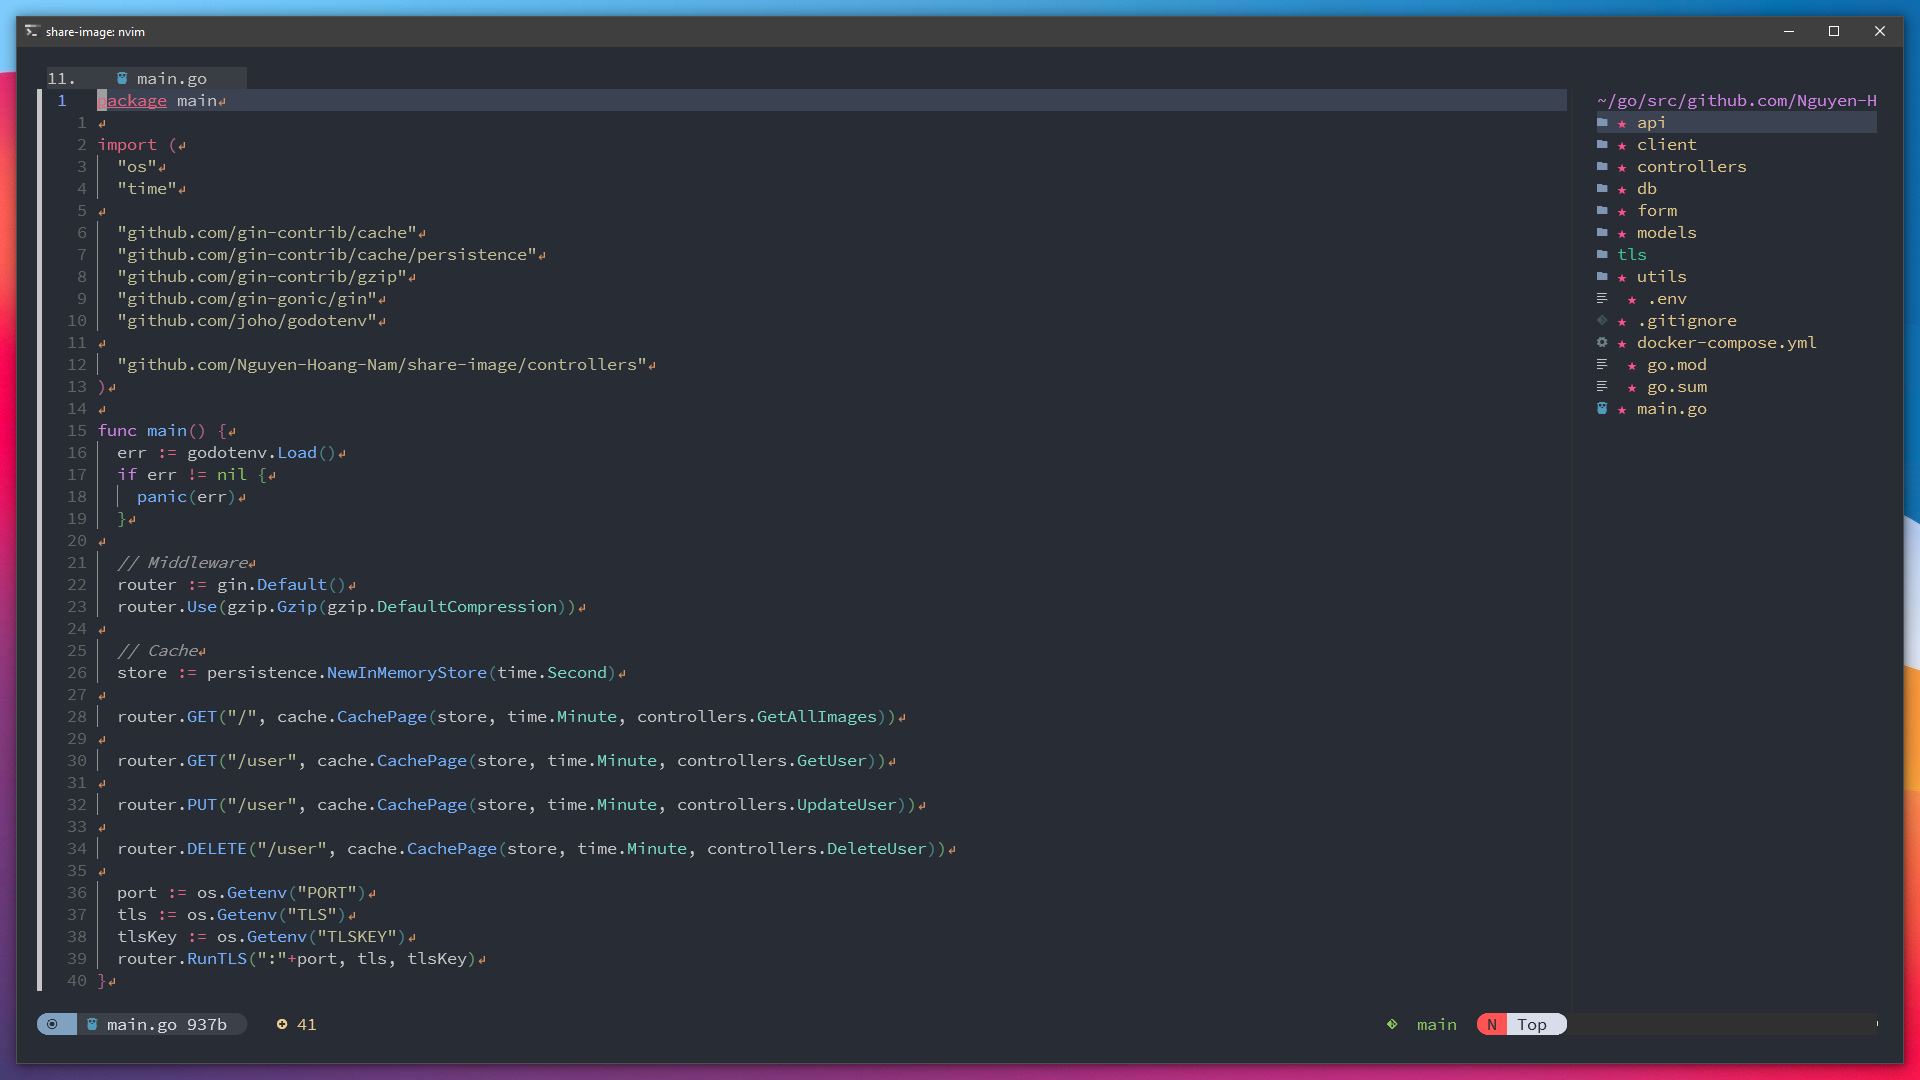 share-image: nvim
11. main.go
1 package main
1
2 import (
3 "os"
4 "time"
5
6 "github.com/gin-contrib/cache"
7 "github.com/gin-contrib/cache/persistence"
8 "github.com/gin-contrib/gzip"
9 "github.com/gin-gonic/gin"
10 "github.com/joho/godotenv"
11
12 "github.com/Nguyen-Hoang-Nam/share-image/controllers"
13 )
14
15 func main() {
16 err := godotenv.Load()
17 if err != nil {
18 panic(err)
19 }
20
21 // Middleware
22 router := gin.Default()
23 router.Use(gzip.Gzip(gzip.DefaultCompression))
24
25 // Cache
26 store := persistence.NewInMemoryStore(time.Second)
27
28 router.GET("/", cache.CachePage(store, time.Minute, controllers.GetAllImages))
29
30 router.GET("/user", cache.CachePage(store, time.Minute, controllers.GetUser))
31
32 router.PUT("/user", cache.CachePage(store, time.Minute, controllers.UpdateUser))
33
34 router.DELETE("/user", cache.CachePage(store, time.Minute, controllers.DeleteUser))
35
36 port := os.Getenv("PORT")
37 tls := os.Getenv("TLS")
38 tlsKey := os.Getenv("TLSKEY")
39 router.RunTLS(":"+port, tls, tlsKey)
40 }
~/go/src/github.com/Nguyen-H
api
client
controllers
db
form
models
tls
utils
.env
.gitignore
docker-compose.yml
go.mod
go.sum
main.go
main.go 937b 41
main N Top